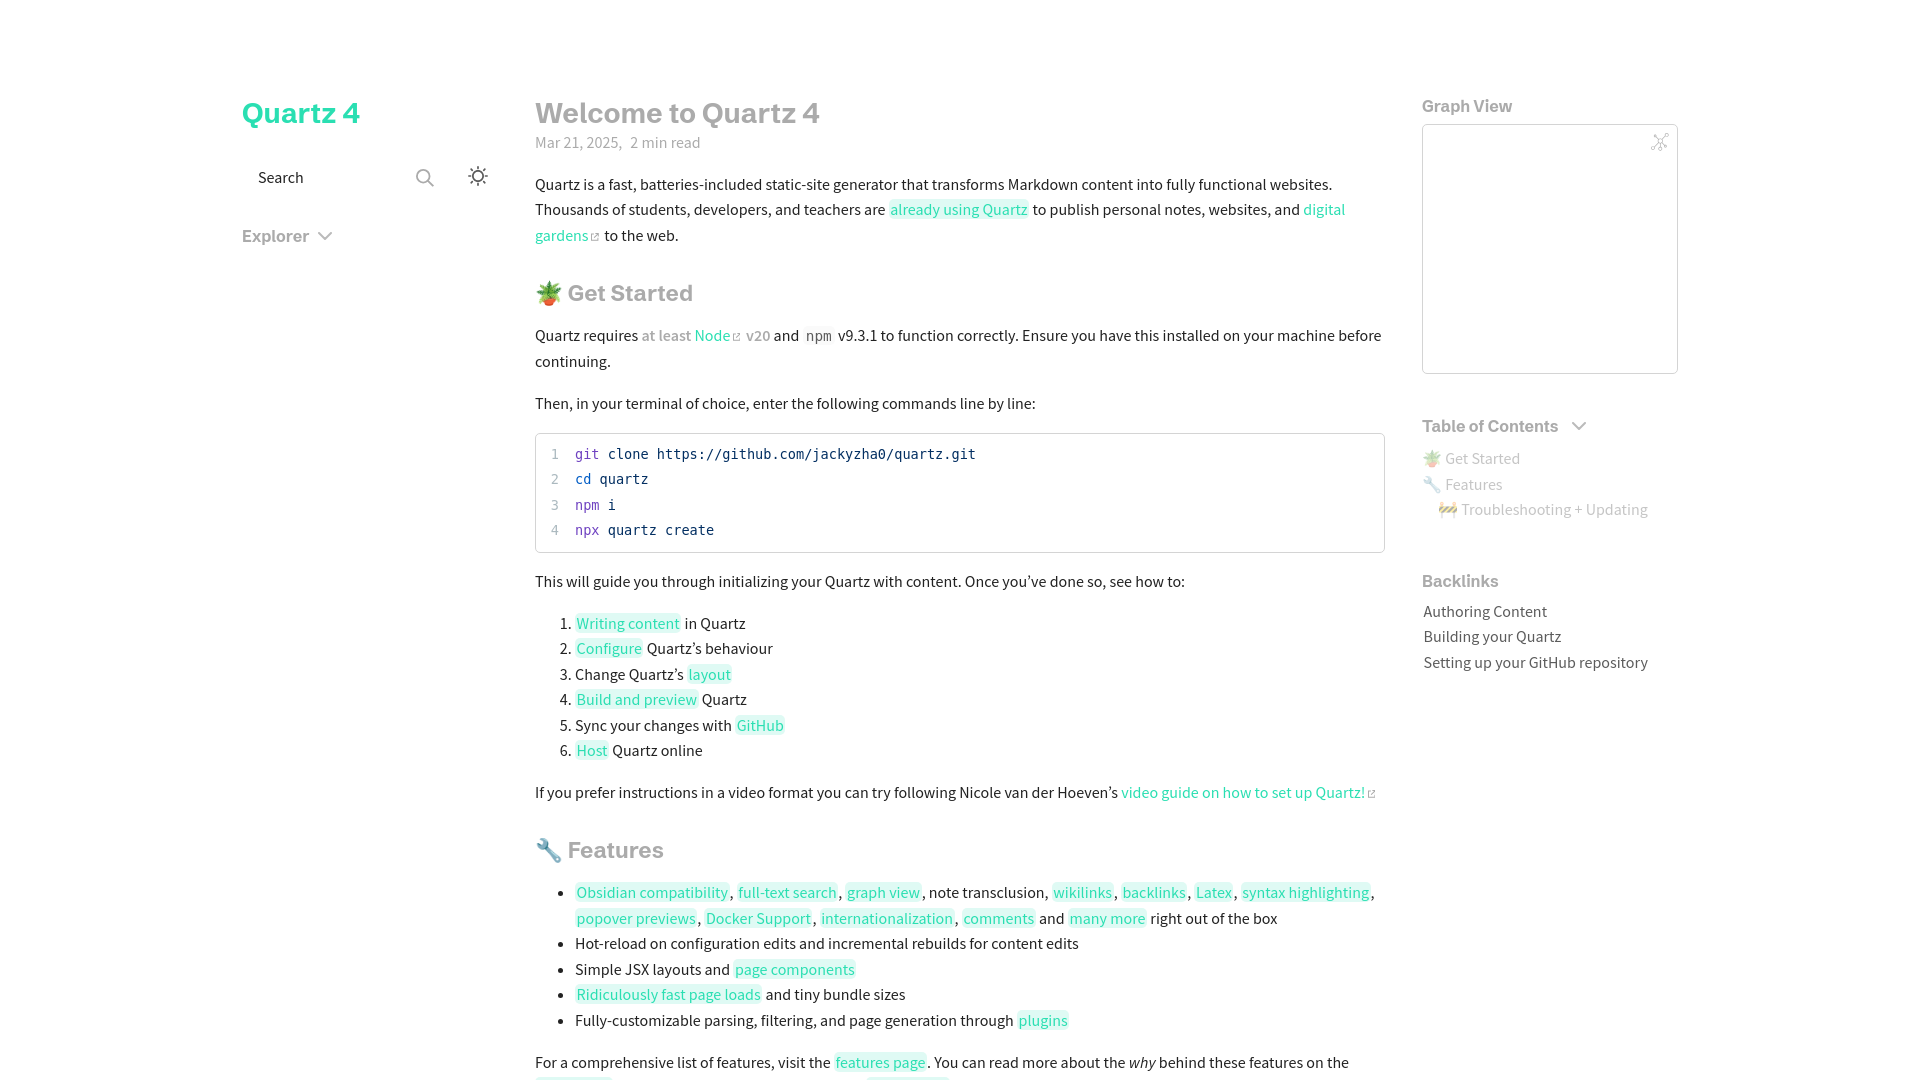 Quartz 4
Search
Explorer
Welcome to Quartz 4
Mar 21, 2025, 2 min read
Quartz is a fast, batteries-included static-site generator that transforms Markdown content into fully functional websites.
Thousands of students, developers, and teachers are already using Quartz to publish personal notes, websites, and digital
gardens to the web.
🪴 Get Started
Quartz requires at least Node v20 and npm v9.3.1 to function correctly. Ensure you have this installed on your machine before
continuing.
Then, in your terminal of choice, enter the following commands line by line:
1 git clone https://github.com/jackyzha0/quartz.git
2 cd quartz
3 npm i
4 npx quartz create
This will guide you through initializing your Quartz with content. Once you’ve done so, see how to:
1. Writing content in Quartz
2. Configure Quartz’s behaviour
3. Change Quartz’s layout
4. Build and preview Quartz
5. Sync your changes with GitHub
6. Host Quartz online
If you prefer instructions in a video format you can try following Nicole van der Hoeven’s video guide on how to set up Quartz!
🔧 Features
• Obsidian compatibility, full-text search, graph view, note transclusion, wikilinks, backlinks, Latex, syntax highlighting,
popover previews, Docker Support, internationalization, comments and many more right out of the box
• Hot-reload on configuration edits and incremental rebuilds for content edits
• Simple JSX layouts and page components
• Ridiculously fast page loads and tiny bundle sizes
• Fully-customizable parsing, filtering, and page generation through plugins
For a comprehensive list of features, visit the features page. You can read more about the why behind these features on the
Graph View
Table of Contents
🪴 Get Started
🔧 Features
🚧 Troubleshooting + Updating
Backlinks
Authoring Content
Building your Quartz
Setting up your GitHub repository